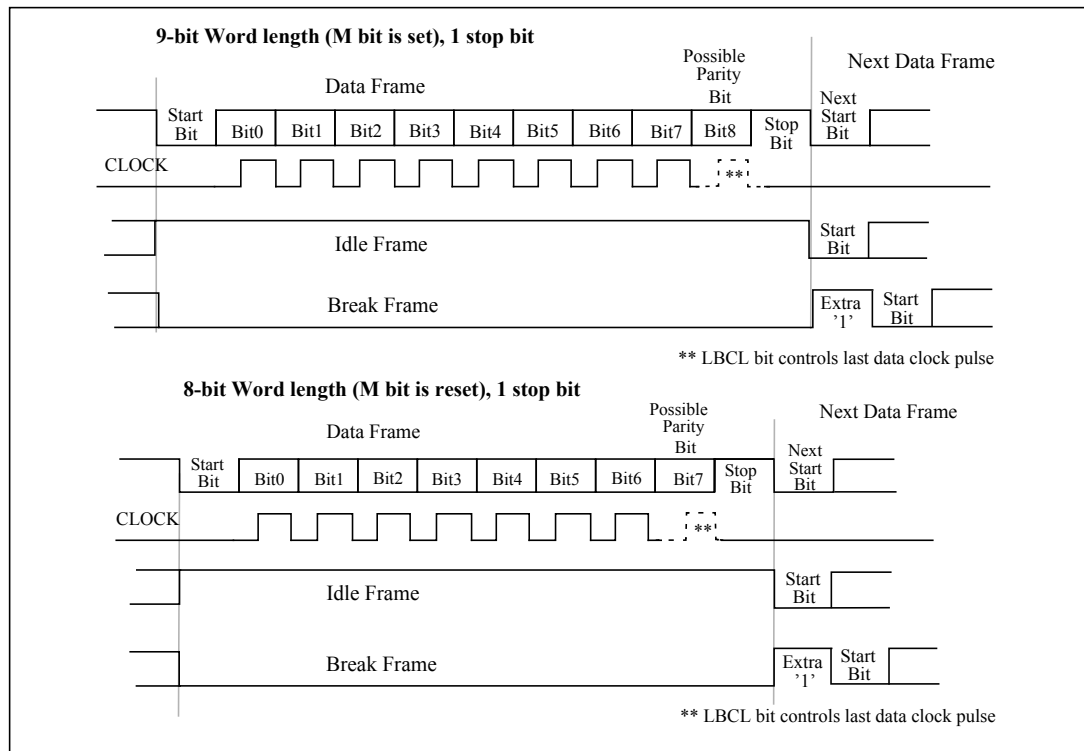 9-bit Word length (M bit is set), 1 stop bit
Possible
Parity
Bit
Next Data Frame
Data Frame
Start
Bit
Bit0
Bit1
Bit2
Bit3
Bit4
Bit5
Bit6
Bit7
Bit8
Stop
Bit
Next
Start
Bit
CLOCK
**
Idle Frame
Start
Bit
Break Frame
Extra
’1’
Start
Bit
** LBCL bit controls last data clock pulse
8-bit Word length (M bit is reset), 1 stop bit
Possible
Parity
Bit
Next Data Frame
Data Frame
Start
Bit
Bit0
Bit1
Bit2
Bit3
Bit4
Bit5
Bit6
Bit7
Stop
Bit
Next
Start
Bit
CLOCK
**
Idle Frame
Start
Bit
Break Frame
Extra
’1’
Start
Bit
** LBCL bit controls last data clock pulse